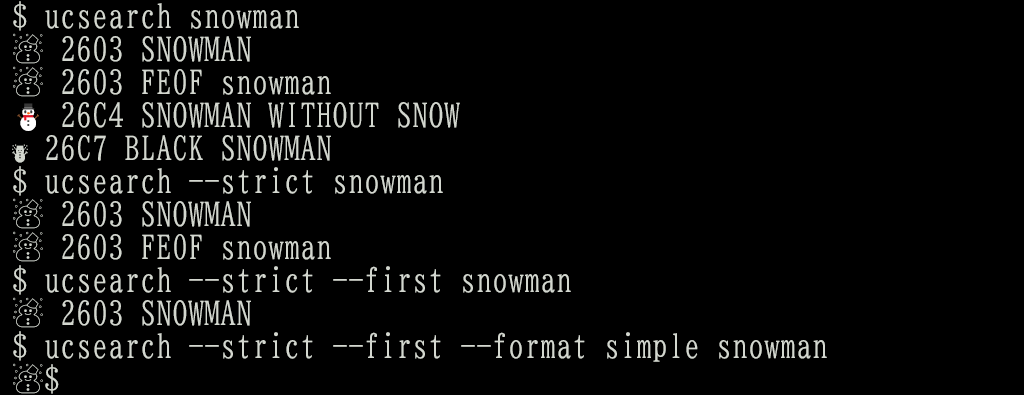 $ ucsearch snowman
☃ 2603 SNOWMAN
☃️ 2603 FE0F snowman
⛄ 26C4 SNOWMAN WITHOUT SNOW
⛇ 26C7 BLACK SNOWMAN
$ ucsearch --strict snowman
☃ 2603 SNOWMAN
☃️ 2603 FE0F snowman
$ ucsearch --strict --first snowman
☃ 2603 SNOWMAN
$ ucsearch --strict --first --format simple snowman
☃$